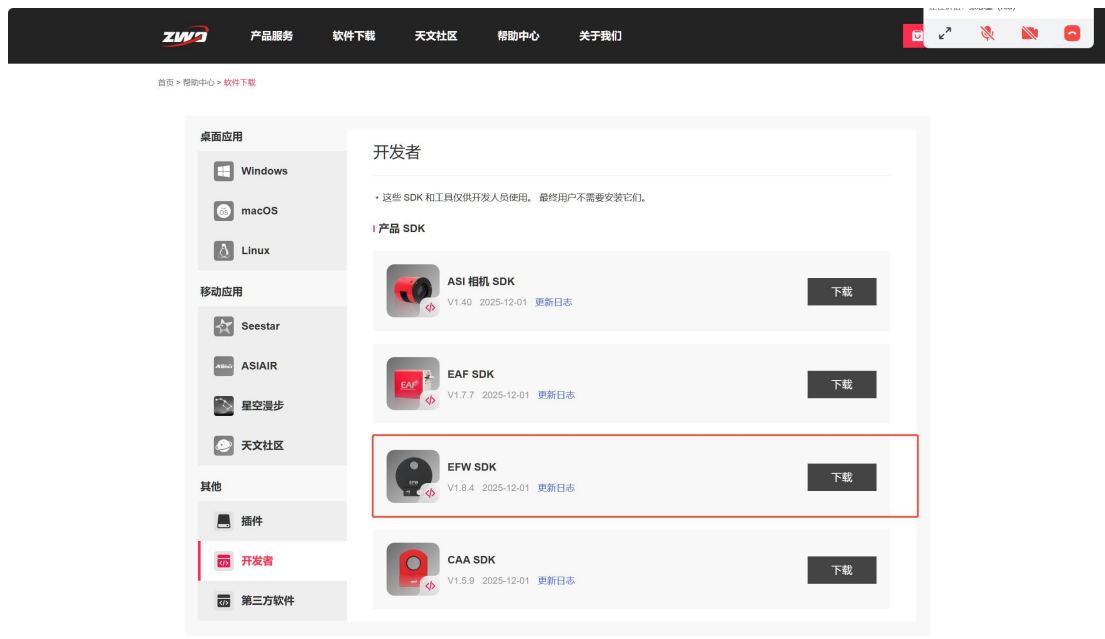 ZWO 产品服务 软件下载 天文社区 帮助中心 关于我们
首页 > 帮助中心 > 软件下载
桌面应用
Windows
macOS
Linux
移动应用
Seestar
ASIAIR
星空漫步
天文社区
其他
插件
开发者
第三方软件
开发者
• 这些 SDK 和工具仅供开发人员使用。 最终用户不需要安装它们。
产品 SDK
ASI 相机 SDK
V1.40 2025-12-01 更新日志
下载
EAF
EAF SDK
V1.7.7 2025-12-01 更新日志
下载
EFW SDK
V1.8.4 2025-12-01 更新日志
下载
CAA SDK
V1.5.9 2025-12-01 更新日志
下载